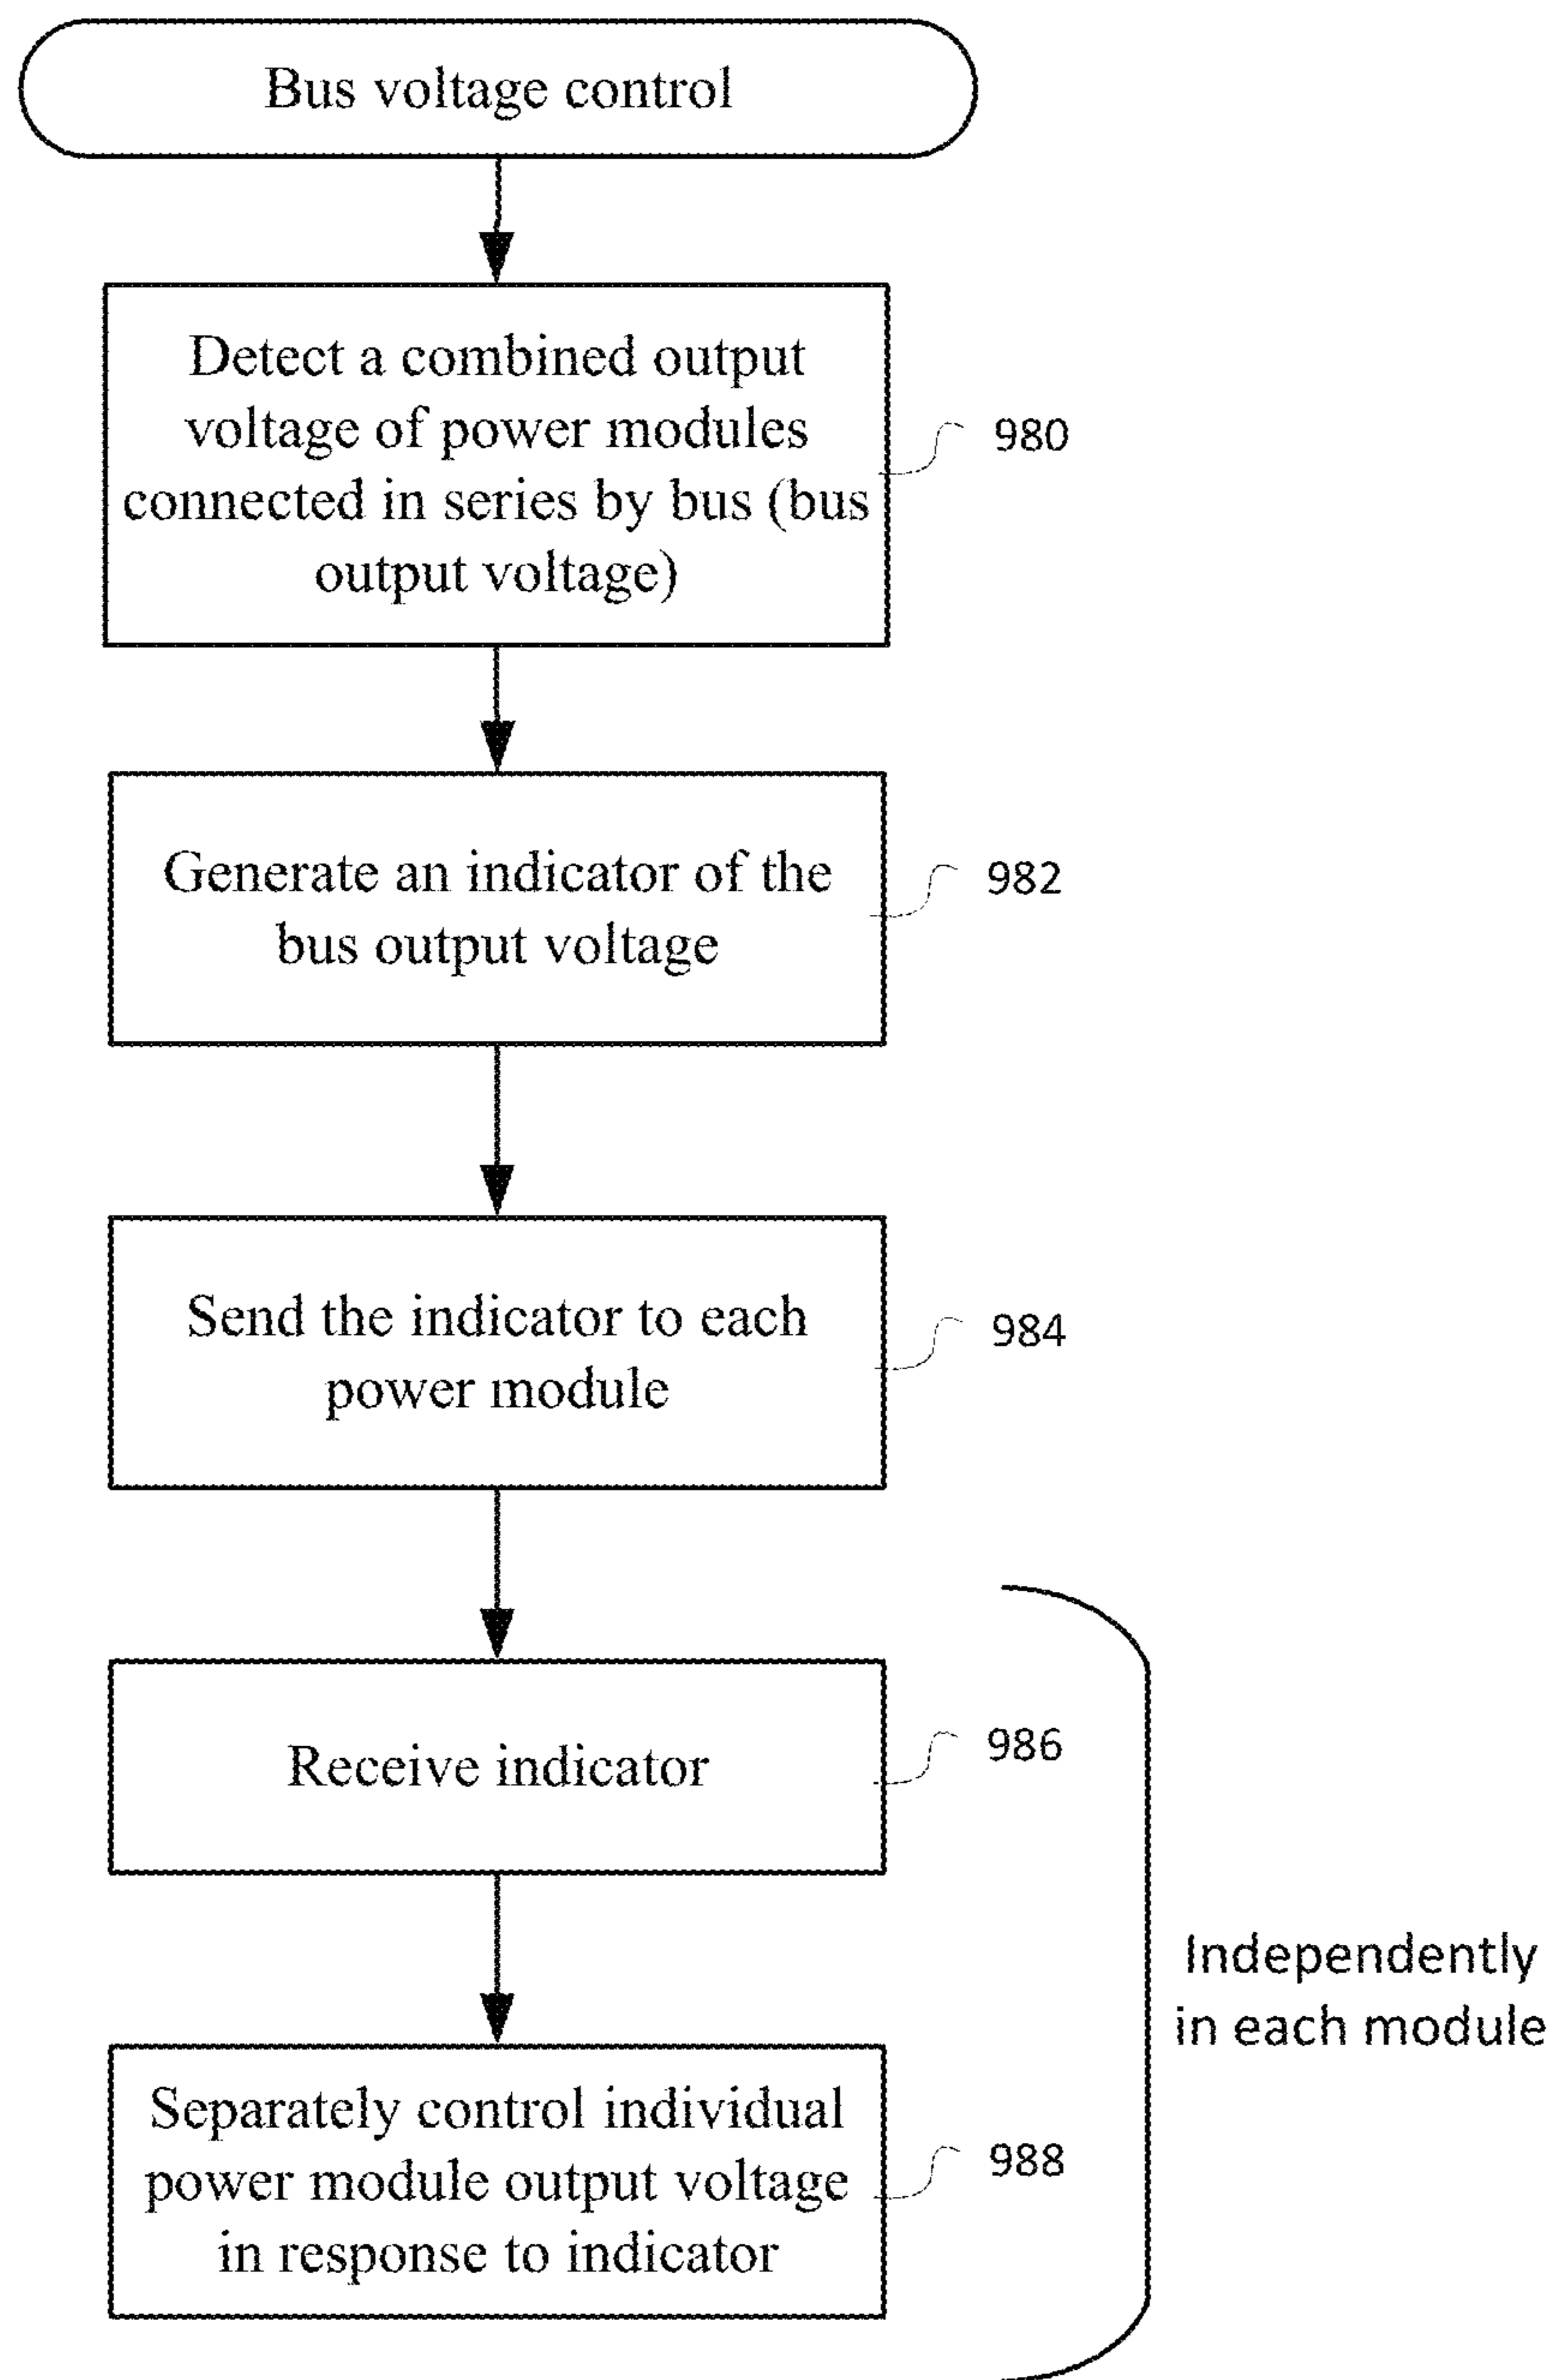 Bus voltage control
Detect a combined output
voltage of power modules
connected in series by bus (bus
output voltage)
980
Generate an indicator of the
bus output voltage
982
Send the indicator to each
power module
984
Receive indicator
986
Independently
in each module
Separately control individual
power module output voltage
in response to indicator
988